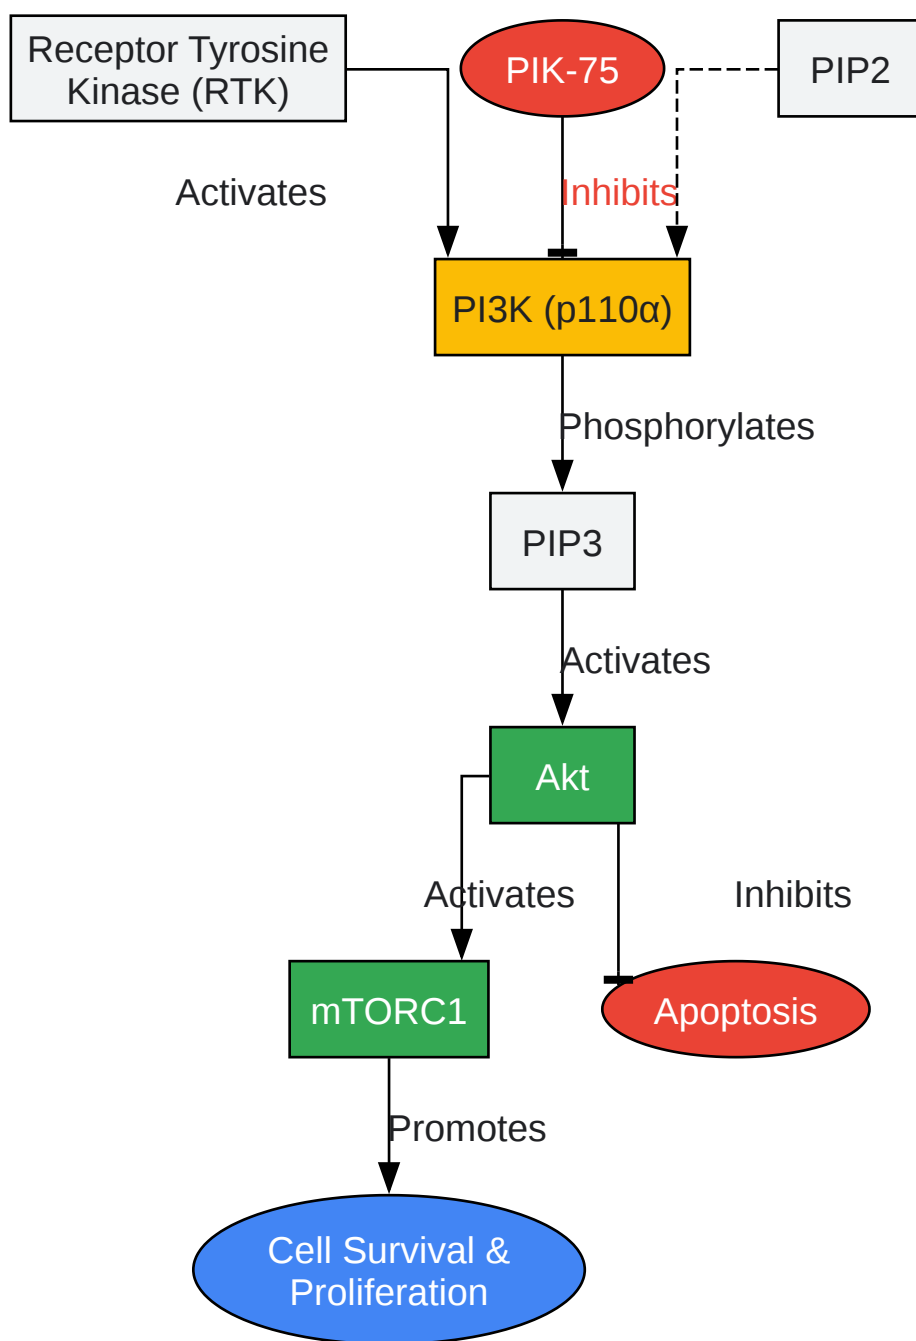 Receptor Tyrosine
Kinase (RTK)
PIK-75
PIP2
Activates
Inhibits
PI3K (p110α)
Phosphorylates
PIP3
Activates
Akt
Activates
Inhibits
mTORC1
Apoptosis
Promotes
Cell Survival &
Proliferation